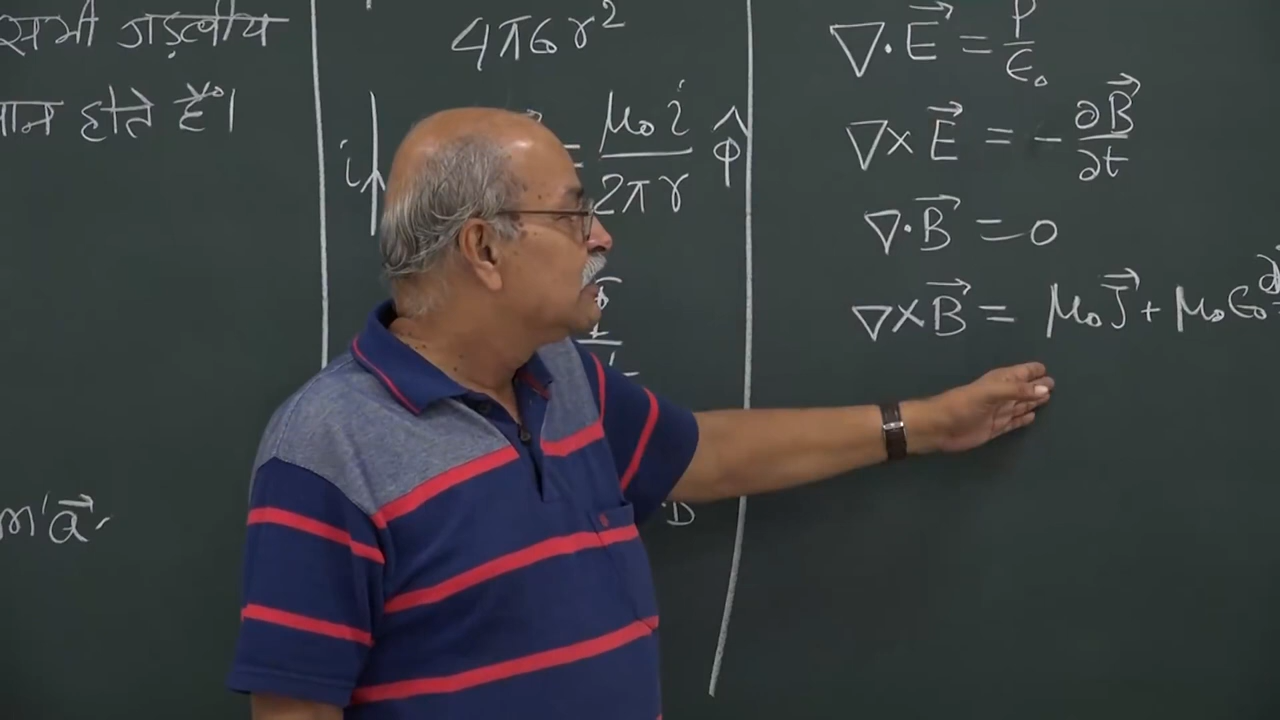 सभी जड़त्वीय
मान होते हैं।
m'a⃗
4πϵ₀r²
i
= μ₀i / 2πr φ̂
D
∇·E⃗ = ρ/ϵ₀
∇×E⃗ = -∂B⃗/∂t
∇·B⃗ = 0
∇×B⃗ = μ₀J⃗ + μ₀ϵ₀